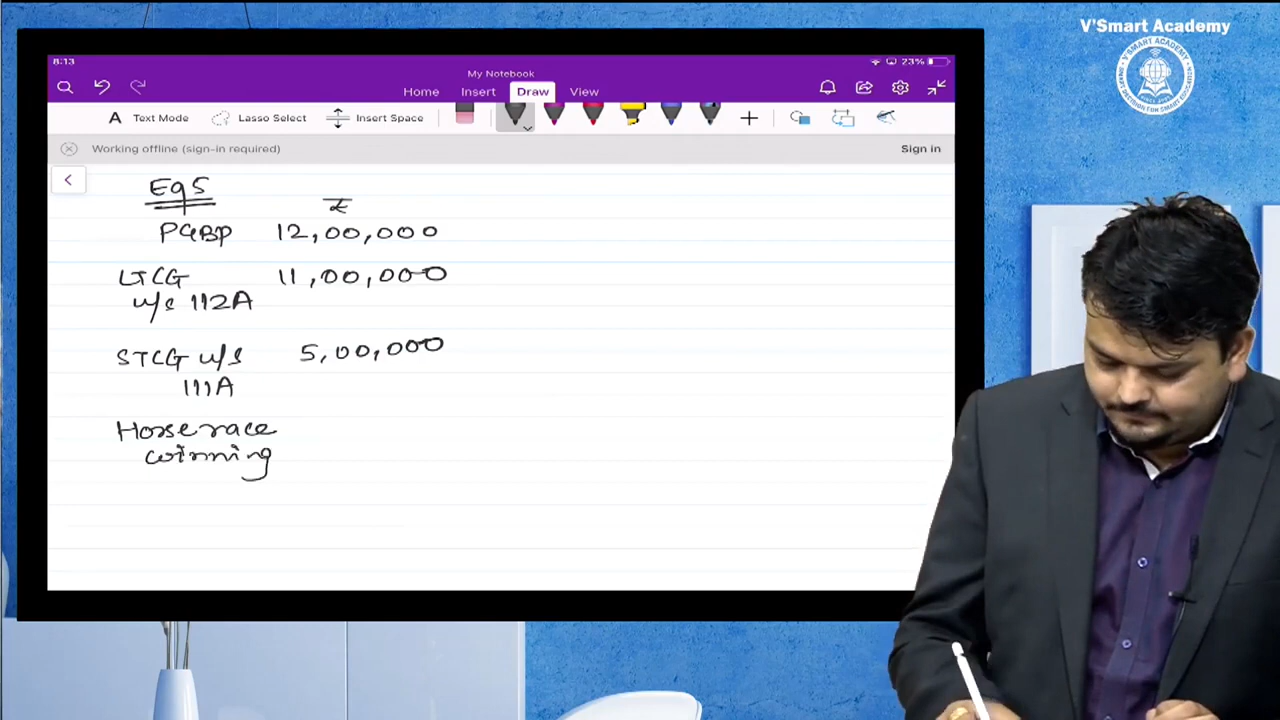 V'Smart Academy
8:13
23%
My Notebook
Home Insert Draw View
Text Mode Lasso Select Insert Space
Working offline (sign-in required) Sign in
Eg 5
₹
PGBP 12,00,000
LTCG 11,00,000
u/s 112A
STCG u/s 5,00,000
111A
Horse race
winning